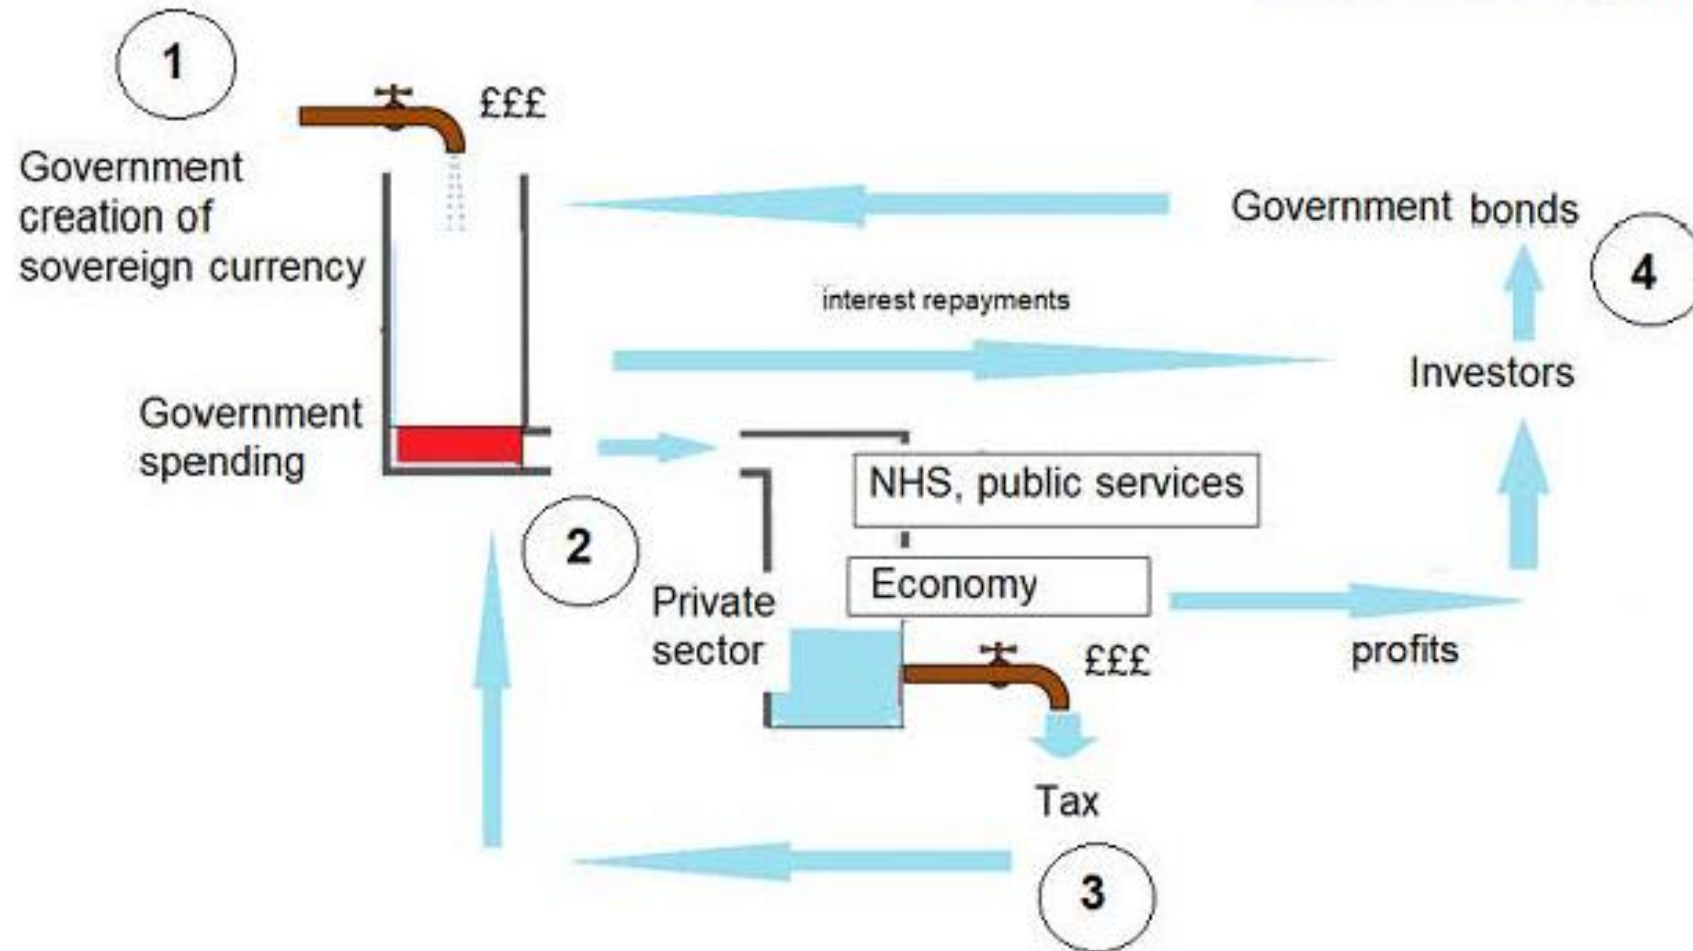 1
£££
Government
creation of
sovereign currency
Government bonds
4
interest repayments
Investors
Government
spending
NHS, public services
2
Economy
Private
sector
£££
profits
Tax
3